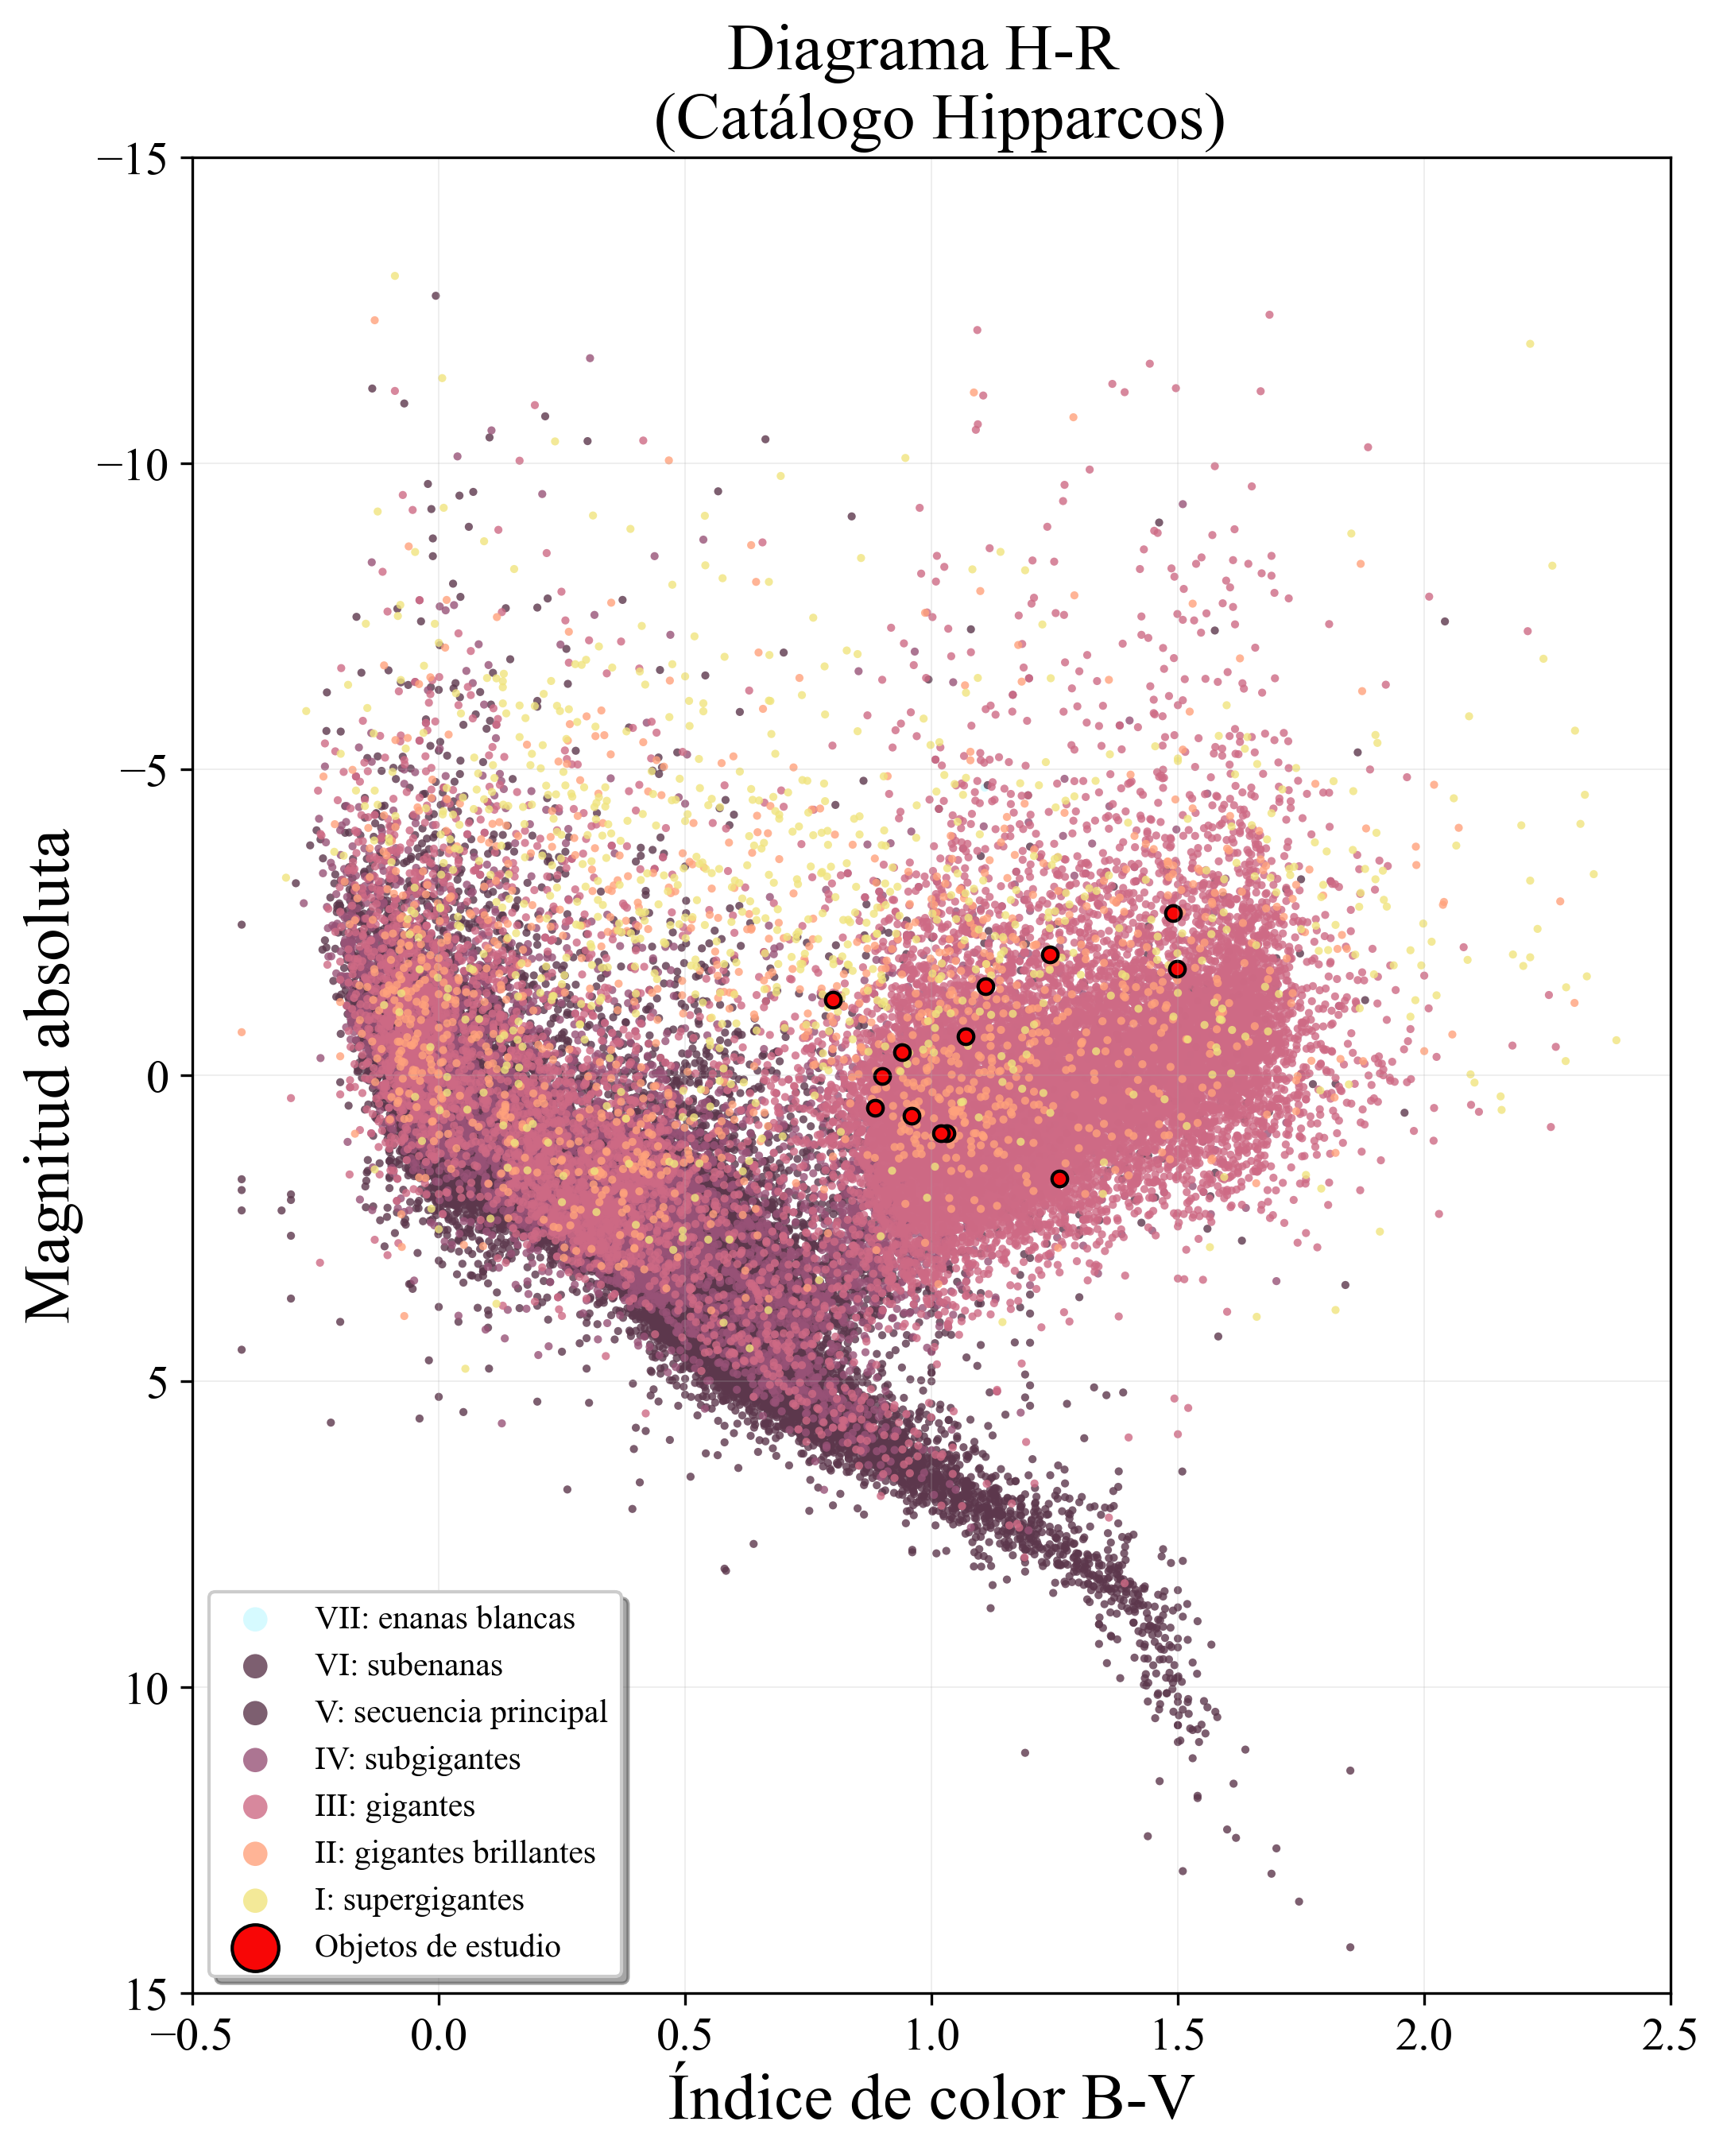 Diagrama H-R
(Catálogo Hipparcos)
−15
−10
−5
0
5
10
15
Magnitud absoluta
VII: enanas blancas
VI: subenanas
V: secuencia principal
IV: subgigantes
III: gigantes
II: gigantes brillantes
I: supergigantes
Objetos de estudio
−0.5 0.0 0.5 1.0 1.5 2.0 2.5
Índice de color B-V